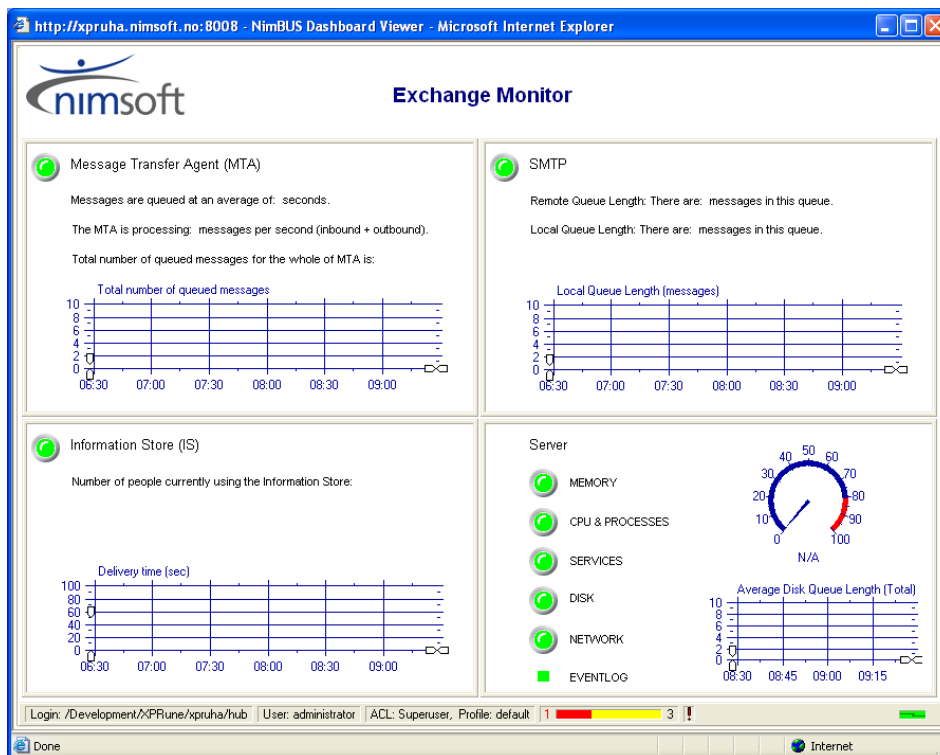 http://xpruha.nimsoft.no:8008 - NimBUS Dashboard Viewer - Microsoft Internet Explorer
nimsoft
Exchange Monitor
Message Transfer Agent (MTA)
Messages are queued at an average of: seconds.
The MTA is processing: messages per second (inbound + outbound).
Total number of queued messages for the whole of MTA is:
Total number of queued messages
10
8
6
4
2
0
06:30 07:00 07:30 08:00 08:30 09:00
SMTP
Remote Queue Length: There are: messages in this queue.
Local Queue Length: There are: messages in this queue.
Local Queue Length (messages)
10
8
6
4
2
0
06:30 07:00 07:30 08:00 08:30 09:00
Information Store (IS)
Number of people currently using the Information Store:
Delivery time (sec)
100
80
60
40
20
0
06:30 07:00 07:30 08:00 08:30 09:00
Server
MEMORY
CPU & PROCESSES
SERVICES
DISK
NETWORK
EVENTLOG
0 10 20 30 40 50 60 70 80 90 100
N/A
Average Disk Queue Length (Total)
10
8
6
4
2
0
08:30 08:45 09:00 09:15
Login: /Development/XPRune/xpruha/hub User: administrator ACL: Superuser, Profile: default 1 3 !
Done Internet